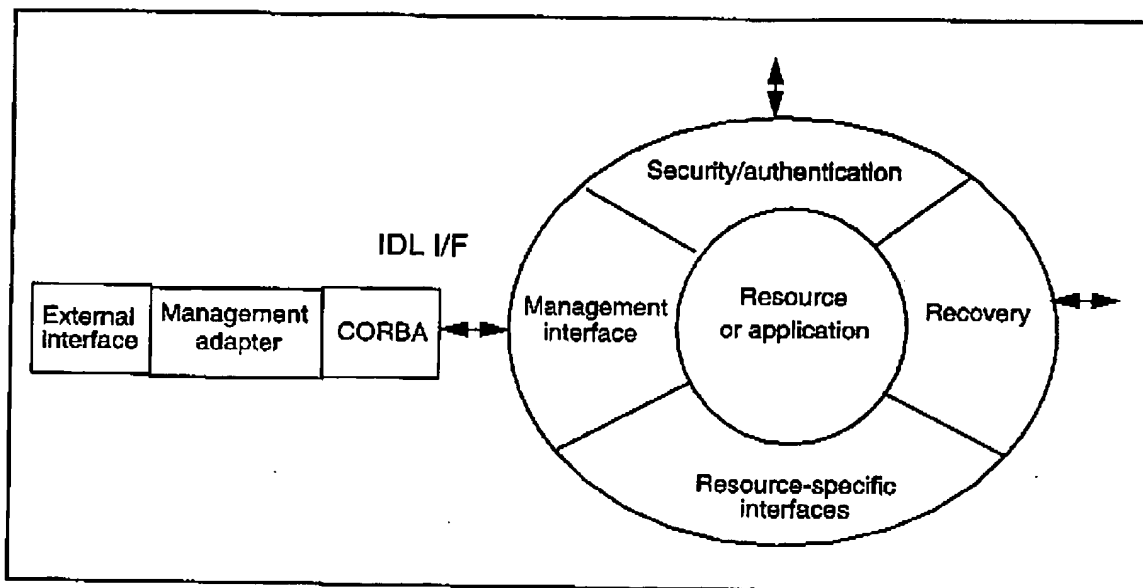 Security/authentication
IDL I/F
External
interface
Management
adapter
CORBA
Management
interface
Resource
or application
Recovery
Resource-specific
interfaces